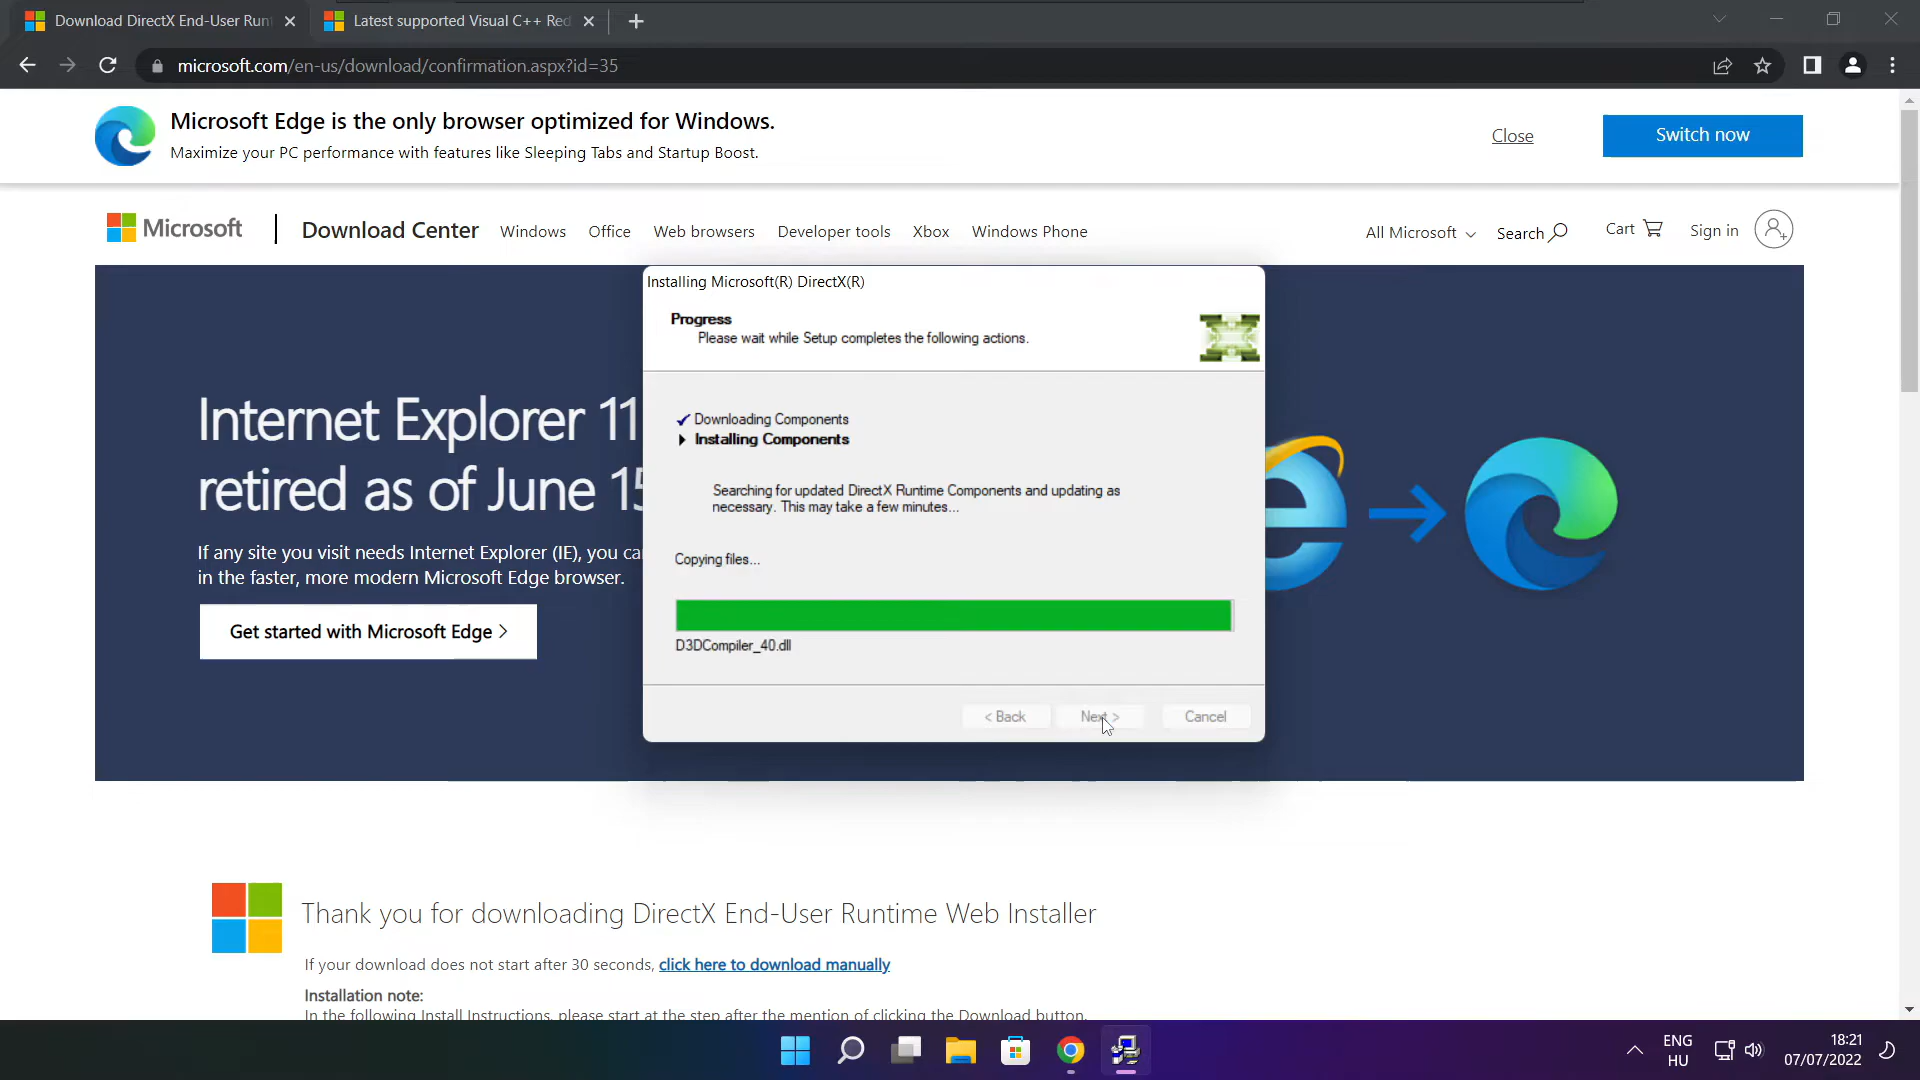 Download DirectX End-User Run
Latest supported Visual C++ Red
microsoft.com/en-us/download/confirmation.aspx?id=35
Microsoft Edge is the only browser optimized for Windows.
Maximize your PC performance with features like Sleeping Tabs and Startup Boost.
Close
Switch now
Microsoft
Download Center
Windows
Office
Web browsers
Developer tools
Xbox
Windows Phone
All Microsoft
Search
Cart
Sign in
Internet Explorer 11
retired as of June 15
If any site you visit needs Internet Explorer (IE), you ca
in the faster, more modern Microsoft Edge browser.
Get started with Microsoft Edge >
Installing Microsoft(R) DirectX(R)
Progress
Please wait while Setup completes the following actions.
Downloading Components
Installing Components
Searching for updated DirectX Runtime Components and updating as
necessary. This may take a few minutes...
Copying files...
D3DCompiler_40.dll
< Back
Next >
Cancel
Thank you for downloading DirectX End-User Runtime Web Installer
If your download does not start after 30 seconds, click here to download manually
Installation note:
In the following Install Instructions, please start at the step after the mention of clicking the Download button.
ENG
HU
18:21
07/07/2022